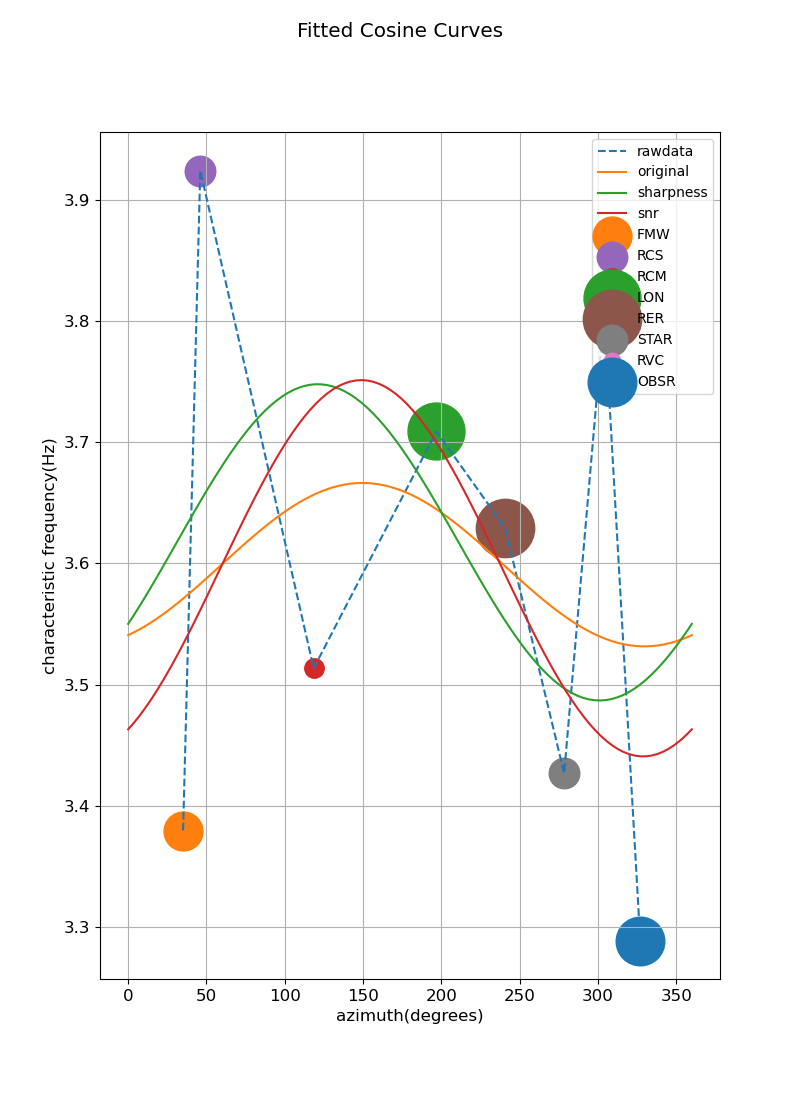 Fitted Cosine Curves
rawdata
original
sharpness
snr
FMW
RCS
RCM
LON
RER
STAR
RVC
OBSR
3.9
3.8
3.7
3.6
3.5
3.4
3.3
characteristic frequency(Hz)
0 50 100 150 200 250 300 350
azimuth(degrees)